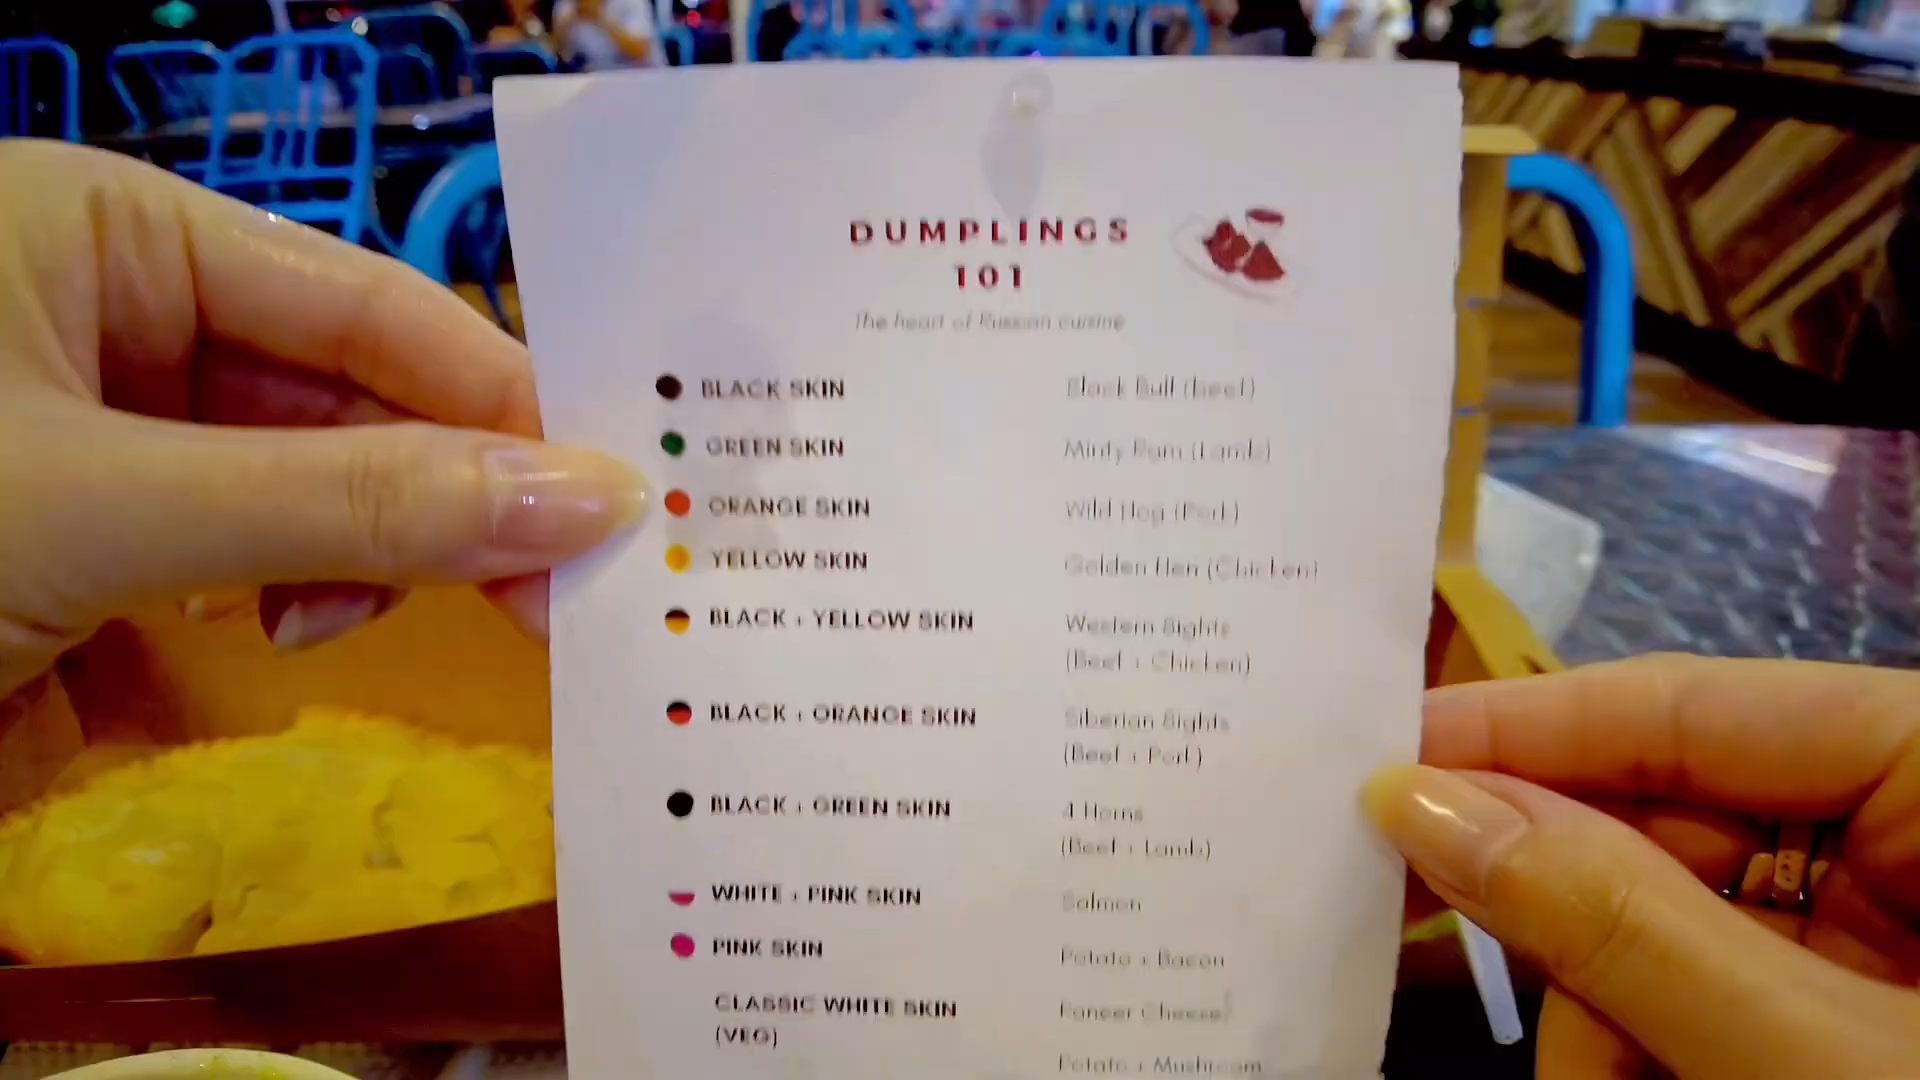 DUMPLINGS
101
The heart of Russian cuisine
BLACK SKIN Black Bull (Beef)
GREEN SKIN Minty Ram (Lamb)
ORANGE SKIN Wild Hog (Pork)
YELLOW SKIN Golden Hen (Chicken)
BLACK + YELLOW SKIN Western Sights
(Beef + Chicken)
BLACK + ORANGE SKIN Siberian Sights
(Beef + Pork)
BLACK + GREEN SKIN 4 Horns
(Beef + Lamb)
WHITE + PINK SKIN Salmon
PINK SKIN Potato + Bacon
CLASSIC WHITE SKIN Paneer Cheese/
(VEG)
Potato + Mushroom